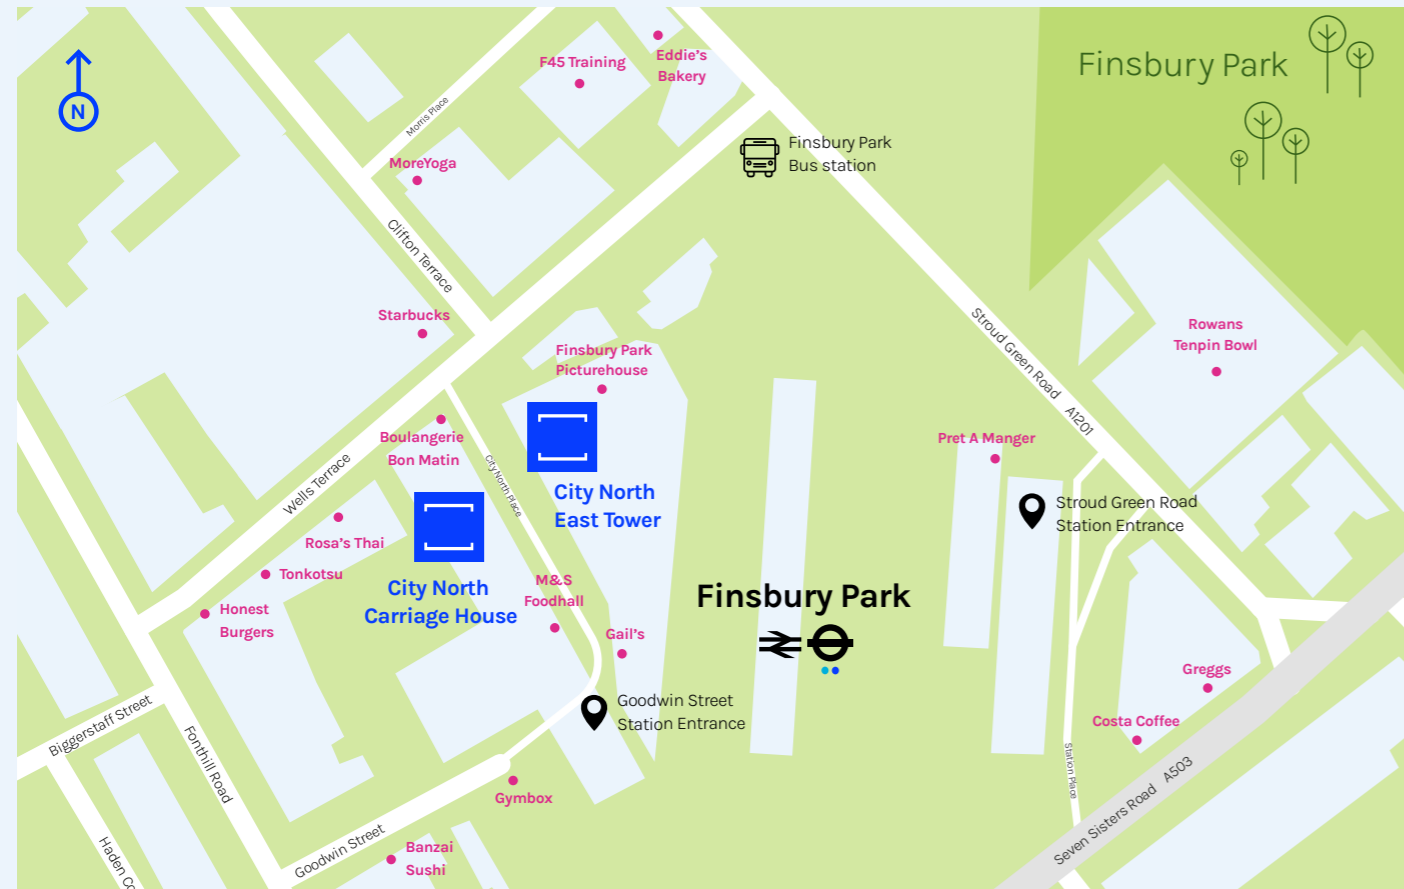 N
F45 Training
Eddie's
Bakery
Finsbury Park
Morris Place
MoreYoga
Finsbury Park
Bus station
Clifton Terrace
Starbucks
Finsbury Park
Picturehouse
Stroud Green Road A1201
Rowans
Tenpin Bowl
Boulangerie
Bon Matin
Pret A Manger
Wells Terrace
City North Place
City North
East Tower
Stroud Green Road
Station Entrance
Rosa's Thai
Tonkotsu
City North
Carriage House
M&S
Foodhall
Finsbury Park
Honest
Burgers
Gail's
Greggs
Goodwin Street
Station Entrance
Biggerstaff Street
Fonthill Road
Costa Coffee
Station Place
Seven Sisters Road A503
Gymbox
Goodwin Street
Banzai
Sushi
Haden Co